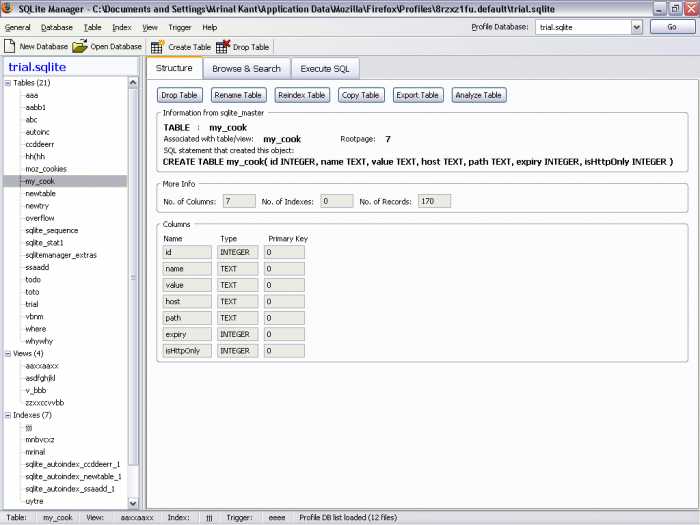 SQLite Manager - C:\Documents and Settings\Mrinal Kant\Application Data\Mozilla\Firefox\Profiles\8rzxz1fu.default\trial.sqlite
General Database Table Index View Trigger Help Profile Database: trial.sqlite Go
New Database Open Database Create Table Drop Table
trial.sqlite
Structure Browse & Search Execute SQL
Tables (21)
aaa
aabb1
abc
autoinc
ccddeerr
hh(hh
moz_cookies
my_cook
newtable
newtry
overflow
sqlite_sequence
sqlite_stat1
sqlitemanager_extras
ssaadd
todo
toto
trial
vbnm
where
whywhy
Views (4)
aaxxaaxx
asdfghjkl
v_bbb
zzxxccvvbb
Indexes (7)
jjj
mnbvcxz
mrinal
sqlite_autoindex_ccddeerr_1
sqlite_autoindex_newtable_1
sqlite_autoindex_ssaadd_1
uytre
Drop Table Rename Table Reindex Table Copy Table Export Table Analyze Table
Information from sqlite_master
TABLE : my_cook
Associated with table/view: my_cook Rootpage: 7
SQL statement that created this object:
CREATE TABLE my_cook( id INTEGER, name TEXT, value TEXT, host TEXT, path TEXT, expiry INTEGER, isHttpOnly INTEGER )
More Info
No. of Columns: 7 No. of Indexes: 0 No. of Records: 170
Columns
Name Type Primary Key
id INTEGER 0
name TEXT 0
value TEXT 0
host TEXT 0
path TEXT 0
expiry INTEGER 0
isHttpOnly INTEGER 0
Table: my_cook View: aaxxaaxx Index: jjj Trigger: eeee Profile DB list loaded (12 files)